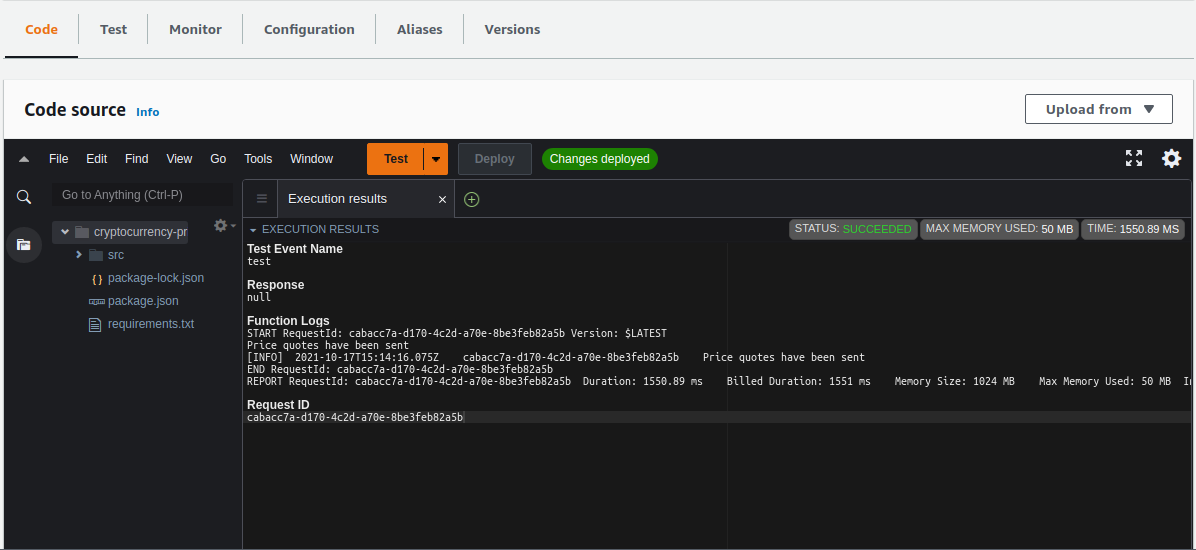 Code Test Monitor Configuration Aliases Versions
Code source Info Upload from
File Edit Find View Go Tools Window Test Deploy Changes deployed
Go to Anything (Ctrl-P)
Execution results
cryptocurrency-pr
src
package-lock.json
package.json
requirements.txt
EXECUTION RESULTS STATUS: SUCCEEDED MAX MEMORY USED: 50 MB TIME: 1550.89 MS
Test Event Name
test
Response
null
Function Logs
START RequestId: cabacc7a-d170-4c2d-a70e-8be3feb82a5b Version: $LATEST
Price quotes have been sent
[INFO] 2021-10-17T15:14:16.075Z cabacc7a-d170-4c2d-a70e-8be3feb82a5b Price quotes have been sent
END RequestId: cabacc7a-d170-4c2d-a70e-8be3feb82a5b
REPORT RequestId: cabacc7a-d170-4c2d-a70e-8be3feb82a5b Duration: 1550.89 ms Billed Duration: 1551 ms Memory Size: 1024 MB Max Memory Used: 50 MB In
Request ID
cabacc7a-d170-4c2d-a70e-8be3feb82a5b